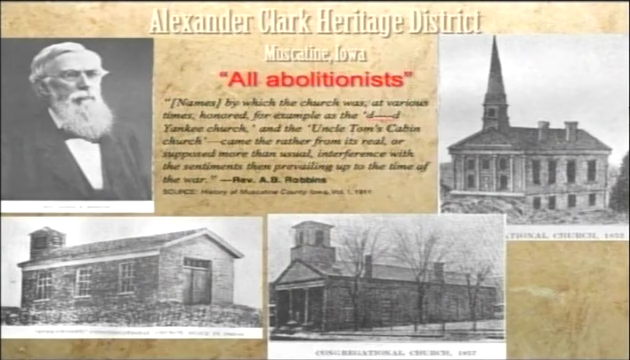 Alexander Clark Heritage District
Muscatine, Iowa
“All abolitionists”
“[Names] by which the church was, at various
times, honored, for example as the ‘d—d
Yankee church,’ and the ‘Uncle Tom’s Cabin
church’—came the rather from its real, or
supposed more than usual, interference with
the sentiments then prevailing up to the time of
the war.” —Rev. A.B. Robbins
SOURCE: History of Muscatine County Iowa, Vol. I, 1911
ATIONAL CHURCH, 1852
CONGREGATIONAL CHURCH, 1857